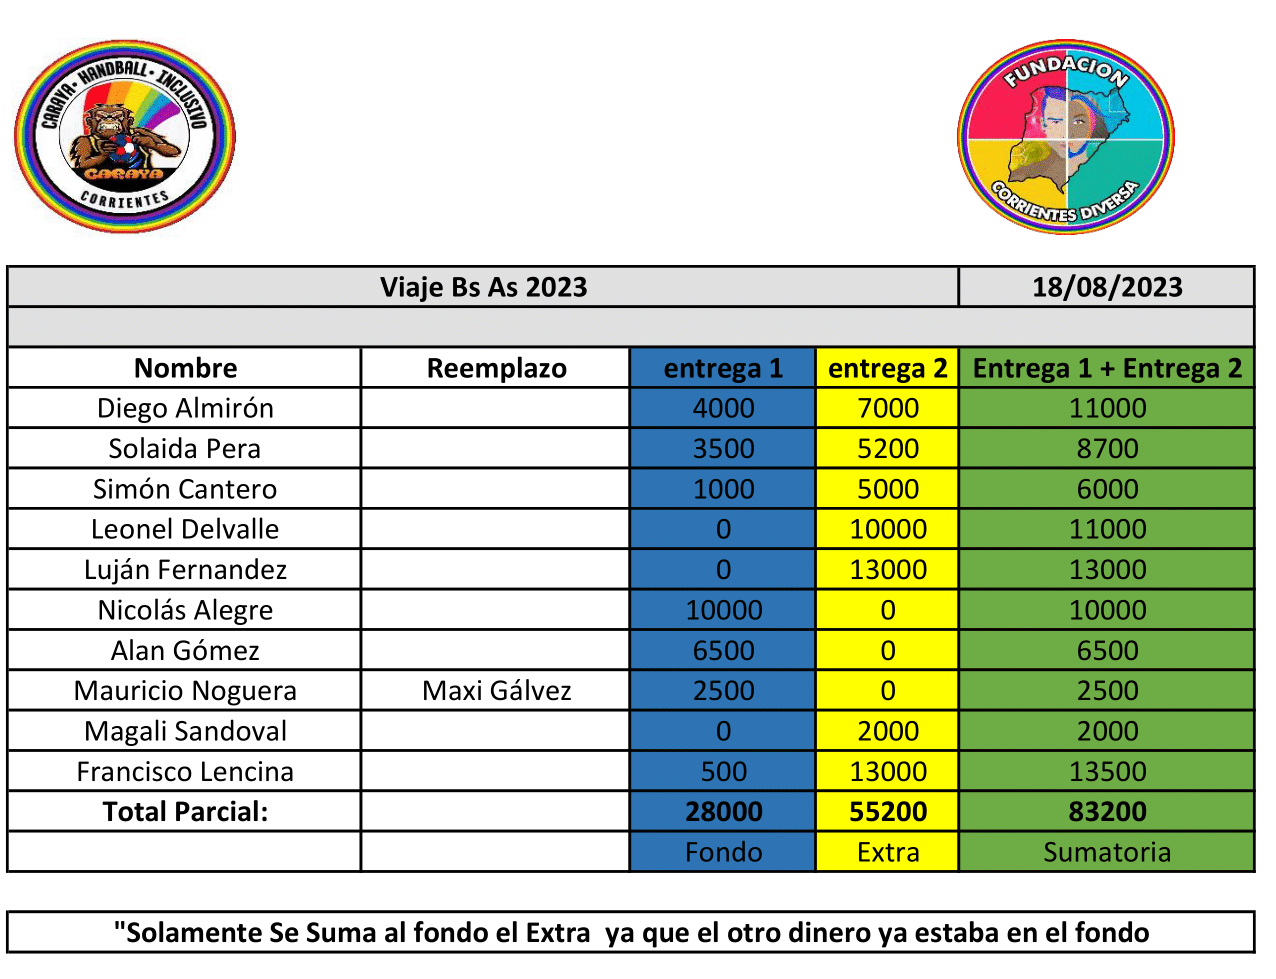 CARAYA • HANDBALL • INCLUSIVO
CARAYA
CORRIENTES
FUNDACION
CORRIENTES DIVERSA
Viaje Bs As 2023 18/08/2023
Nombre Reemplazo entrega 1 entrega 2 Entrega 1 + Entrega 2
Diego Almirón 4000 7000 11000
Solaida Pera 3500 5200 8700
Simón Cantero 1000 5000 6000
Leonel Delvalle 0 10000 11000
Luján Fernandez 0 13000 13000
Nicolás Alegre 10000 0 10000
Alan Gómez 6500 0 6500
Mauricio Noguera Maxi Gálvez 2500 0 2500
Magali Sandoval 0 2000 2000
Francisco Lencina 500 13000 13500
Total Parcial: 28000 55200 83200
Fondo Extra Sumatoria
"Solamente Se Suma al fondo el Extra ya que el otro dinero ya estaba en el fondo